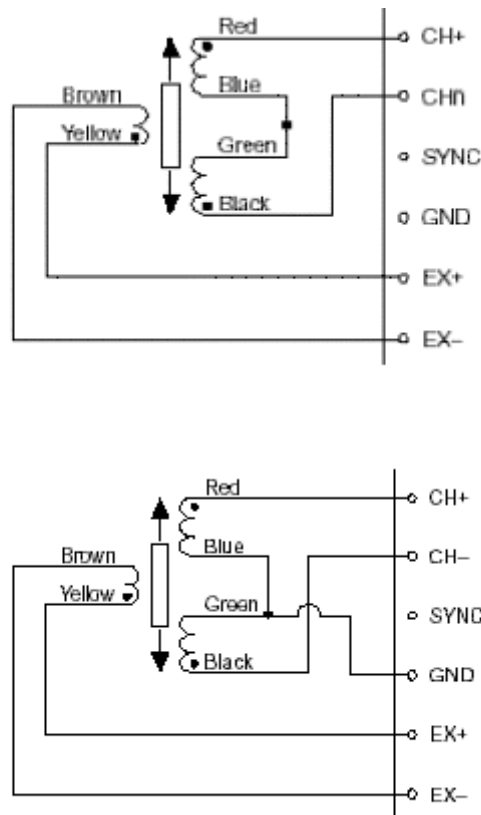 Red
CH+
Blue
CHn
Brown
Yellow
Green
SYNC
Black
GND
EX+
EX–
Red
CH+
Blue
CH–
Brown
Yellow
Green
SYNC
Black
GND
EX+
EX–